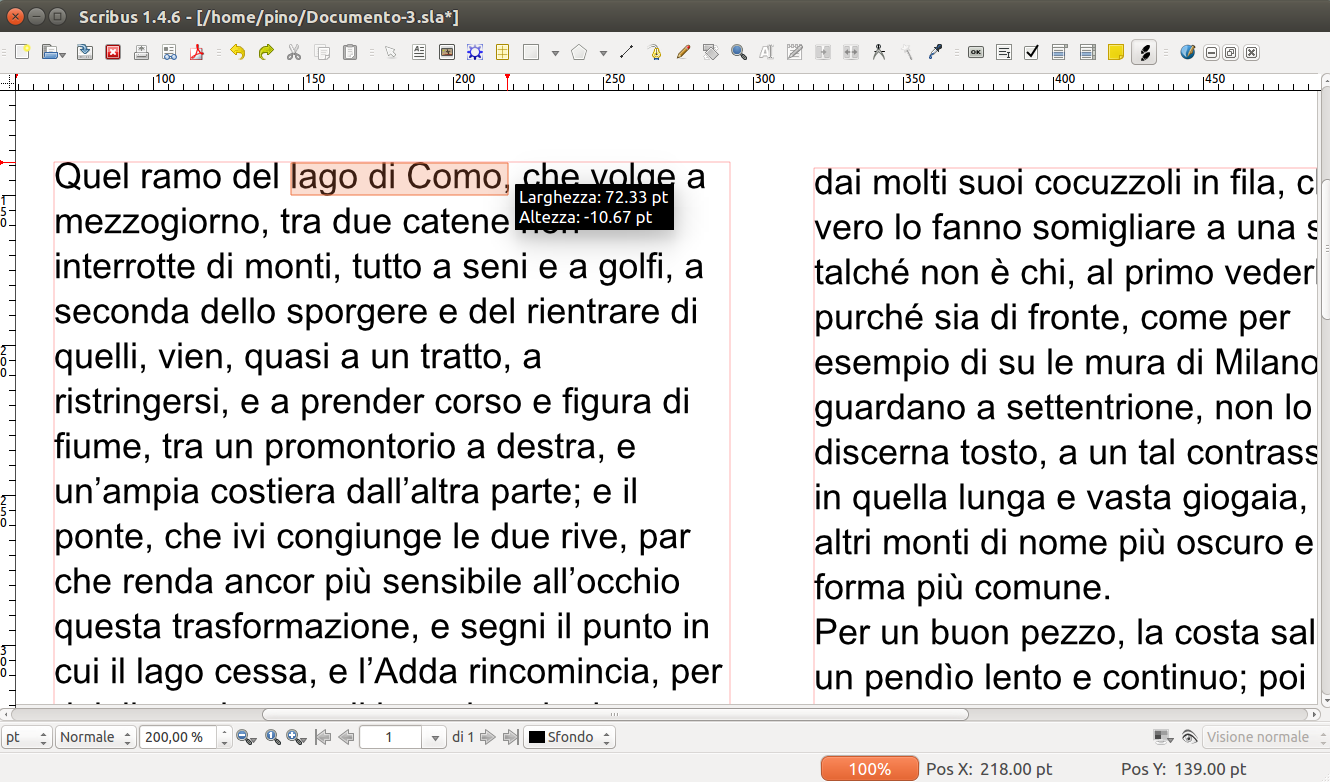 Scribus 1.4.6 - [/home/pino/Documento-3.sla*]
OK
100 150 200 250 300 350 400 450
150
200
250
300
Quel ramo del lago di Como, che volge a
mezzogiorno, tra due catene non
interrotte di monti, tutto a seni e a golfi, a
seconda dello sporgere e del rientrare di
quelli, vien, quasi a un tratto, a
ristringersi, e a prender corso e figura di
fiume, tra un promontorio a destra, e
un’ampia costiera dall’altra parte; e il
ponte, che ivi congiunge le due rive, par
che renda ancor più sensibile all’occhio
questa trasformazione, e segni il punto in
cui il lago cessa, e l’Adda rincomincia, per
Larghezza: 72.33 pt
Altezza: -10.67 pt
dai molti suoi cocuzzoli in fila, c
vero lo fanno somigliare a una s
talché non è chi, al primo veder
purché sia di fronte, come per
esempio di su le mura di Milano
guardano a settentrione, non lo
discerna tosto, a un tal contrass
in quella lunga e vasta giogaia,
altri monti di nome più oscuro e
forma più comune.
Per un buon pezzo, la costa sal
un pendìo lento e continuo; poi
pt Normale 200,00 % 1 di 1 Sfondo Visione normale
100% Pos X: 218.00 pt Pos Y: 139.00 pt